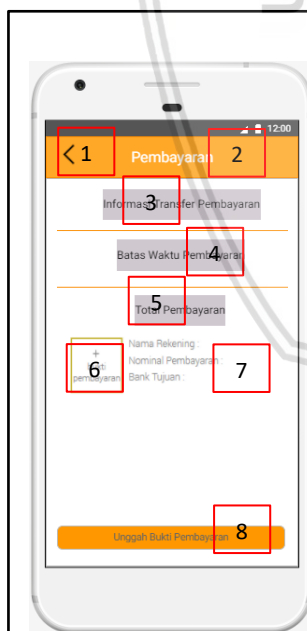 12:00
1 Pembayaran 2
Informasi Transfer Pembayaran
3
Batas Waktu Pembayaran
4
5
Total Pembayaran
Nama Rekening :
+
Nominal Pembayaran :
Bukti
6
7
pembayaran
Bank Tujuan :
Unggah Bukti Pembayaran
8